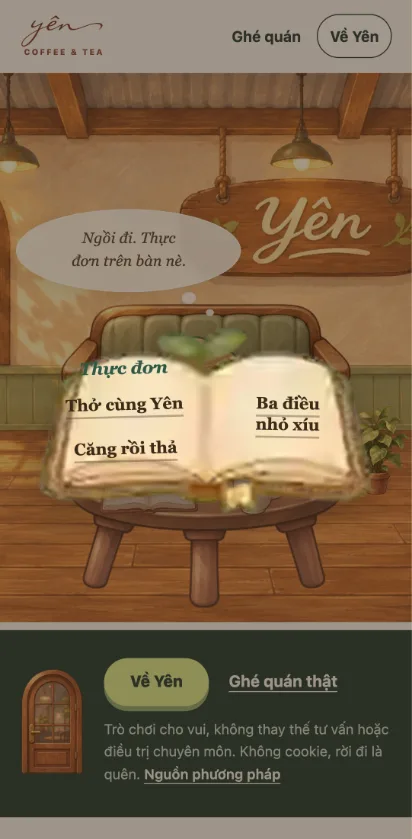 yên
COFFEE & TEA
Ghé quán
Về Yên
Yên
Ngồi đi. Thực
đơn trên bàn nè.
Thực đơn
Thở cùng Yên
Căng rồi thả
Ba điều
nhỏ xíu
Về Yên
Ghé quán thật
Trò chơi cho vui, không thay thế tư vấn hoặc
điều trị chuyên môn. Không cookie, rời đi là
quên. Nguồn phương pháp